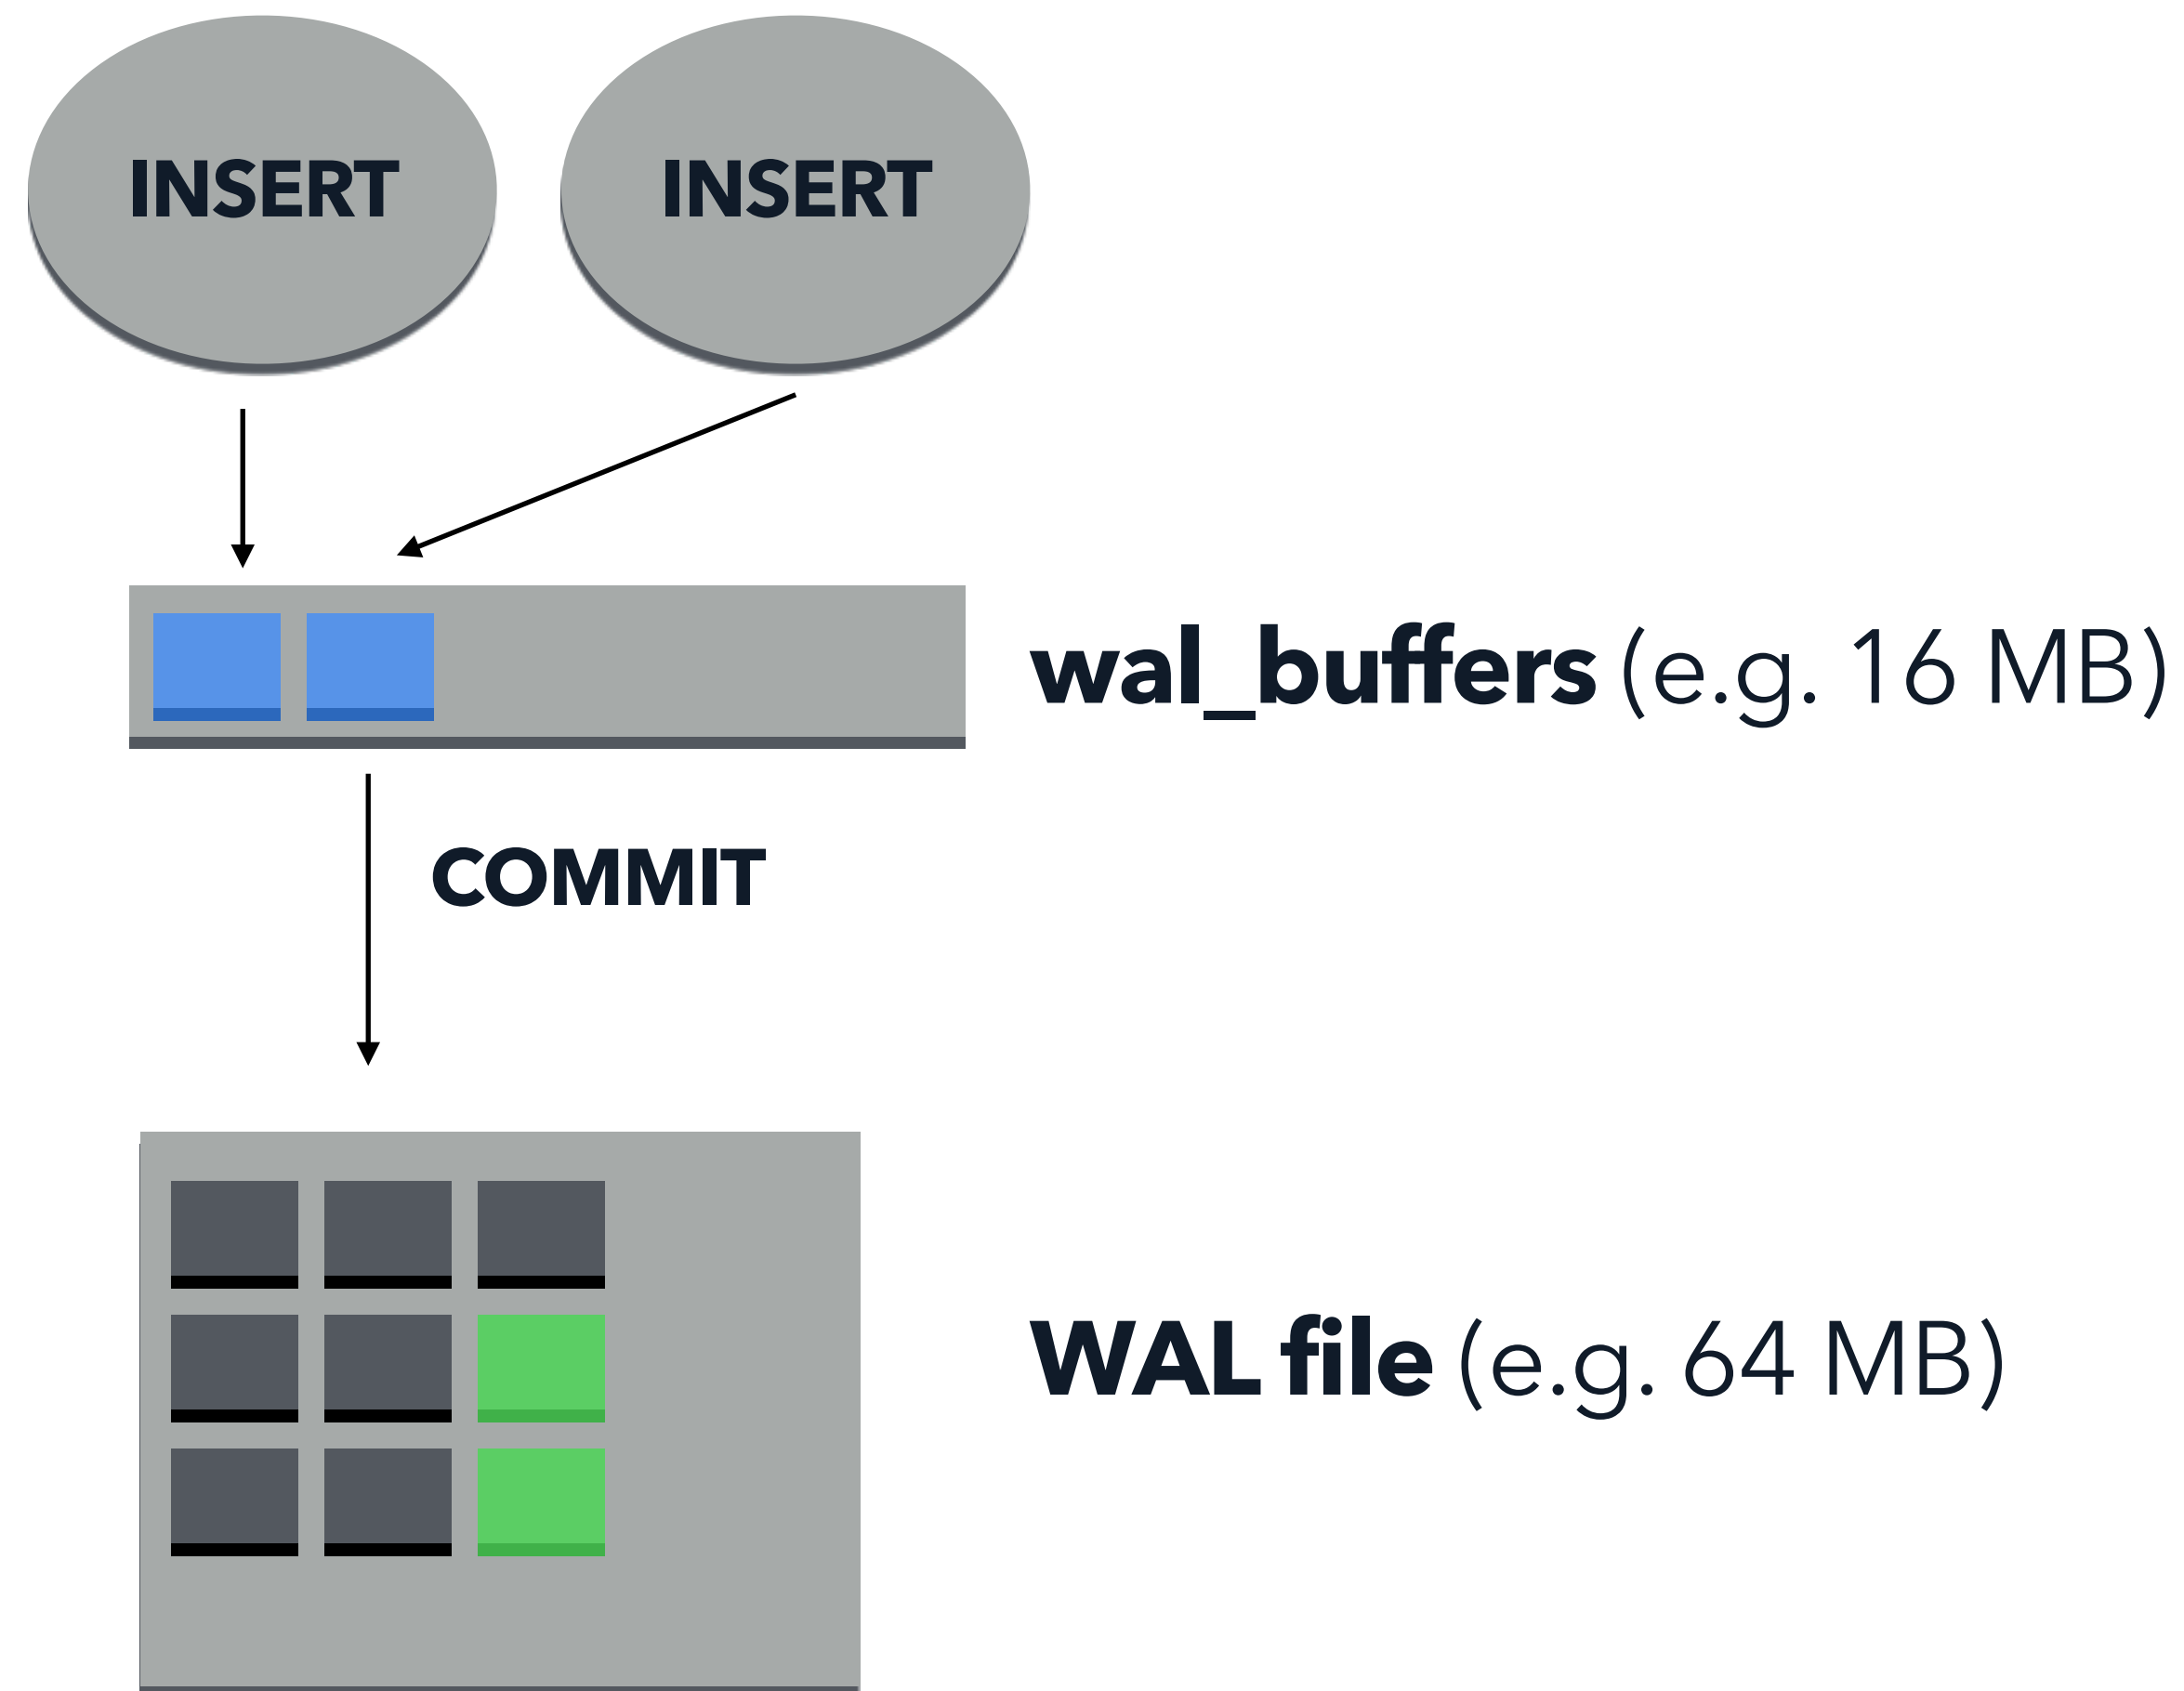 INSERT
INSERT
wal_buffers (e.g. 16 MB)
COMMIT
WAL file (e.g. 64 MB)